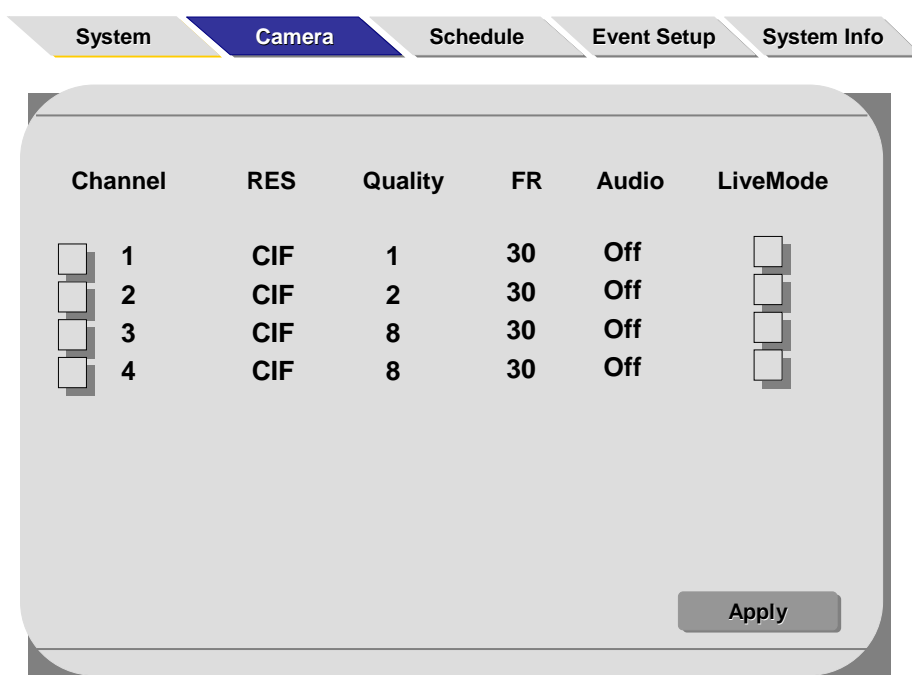 System Camera Schedule Event Setup System Info
Channel RES Quality FR Audio LiveMode
1 CIF 1 30 Off
2 CIF 2 30 Off
3 CIF 8 30 Off
4 CIF 8 30 Off
Apply